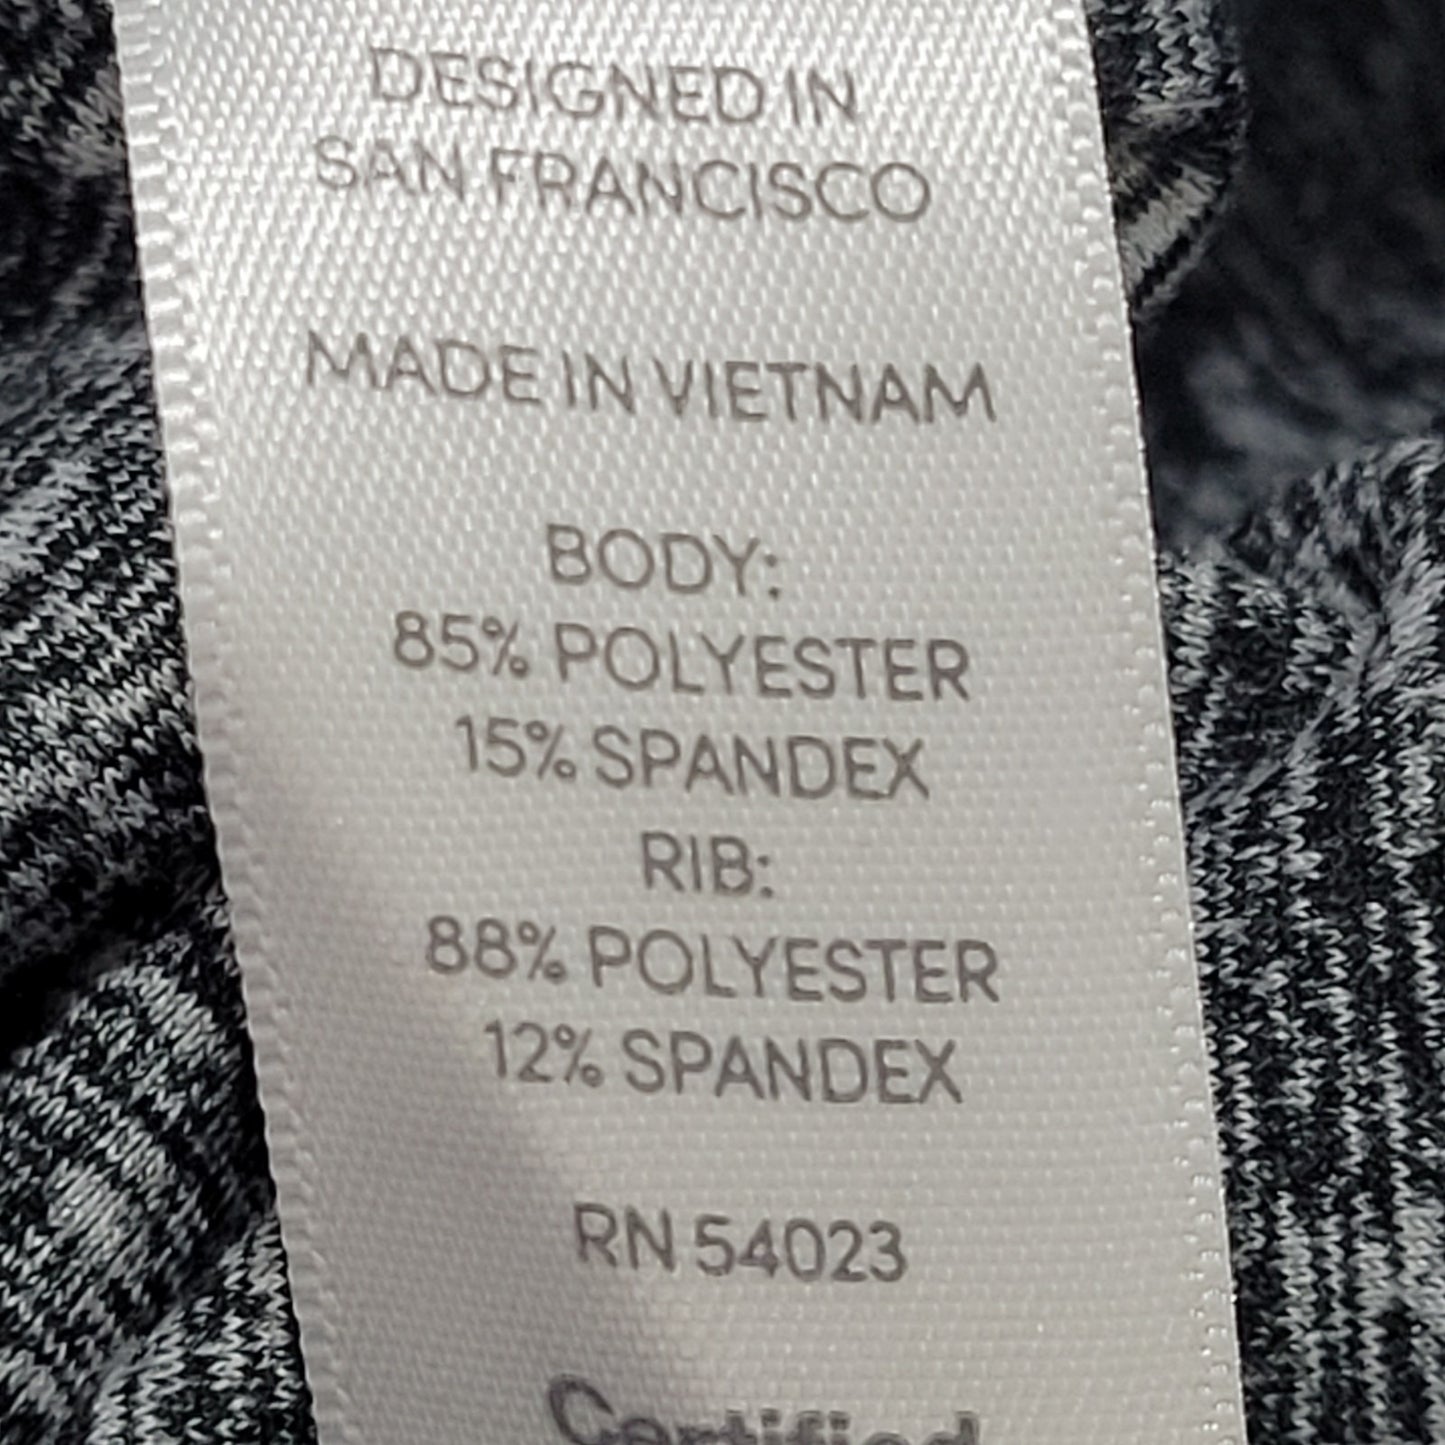 DESIGNED IN
SAN FRANCISCO
MADE IN VIETNAM
BODY:
85% POLYESTER
15% SPANDEX
RIB:
88% POLYESTER
12% SPANDEX
RN 54023
Certified